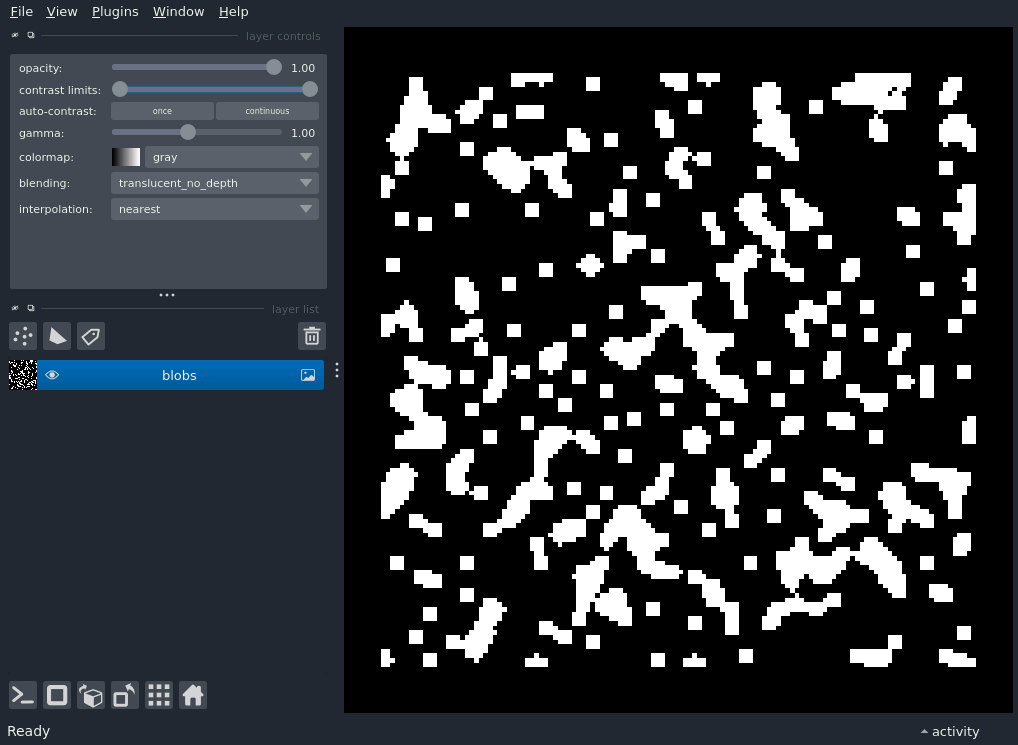 File View Plugins Window Help
layer controls
opacity: 1.00
contrast limits:
auto-contrast: once continuous
gamma: 1.00
colormap: gray
blending: translucent_no_depth
interpolation: nearest
layer list
blobs
Ready
activity